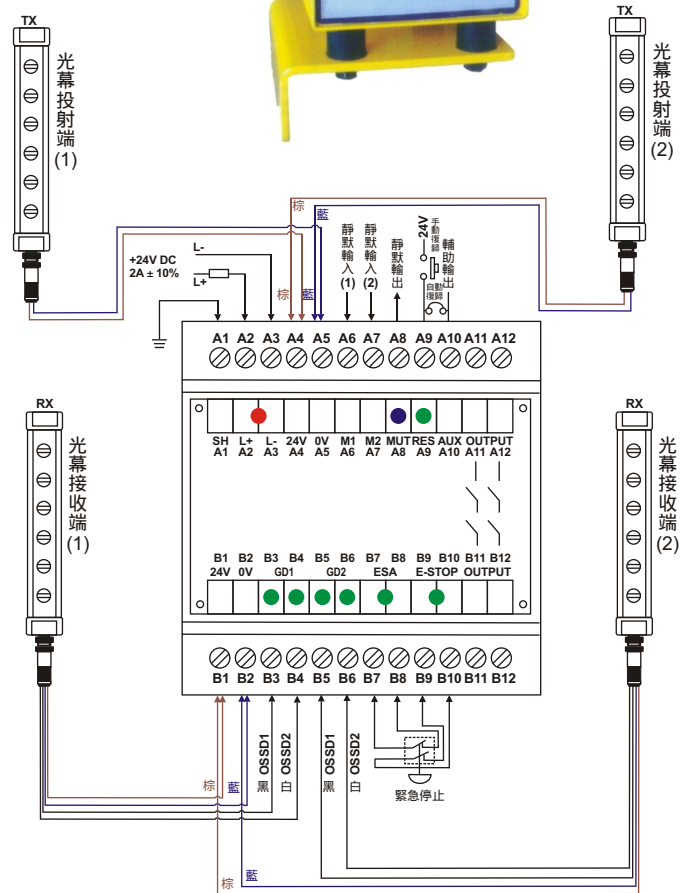 TX
TX
光幕投射端(1)
光幕投射端(2)
棕
藍
L-
+24V DC
2A ± 10%
L+
棕
藍
靜默輸入(1)
靜默輸入(2)
靜默輸出
24V
手動復歸
自動復歸
輔助輸出
A1 A2 A3 A4 A5 A6 A7 A8 A9 A10 A11 A12
SH L+ L- 24V 0V M1 M2 MUT RES AUX OUTPUT
A1 A2 A3 A4 A5 A6 A7 A8 A9 A10 A11 A12
RX
RX
光幕接收端(1)
光幕接收端(2)
B1 B2 B3 B4 B5 B6 B7 B8 B9 B10 B11 B12
24V 0V GD1 GD2 ESA E-STOP OUTPUT
B1 B2 B3 B4 B5 B6 B7 B8 B9 B10 B11 B12
棕
藍
黑 OSSD1
白 OSSD2
黑 OSSD1
白 OSSD2
緊急停止
棕
藍